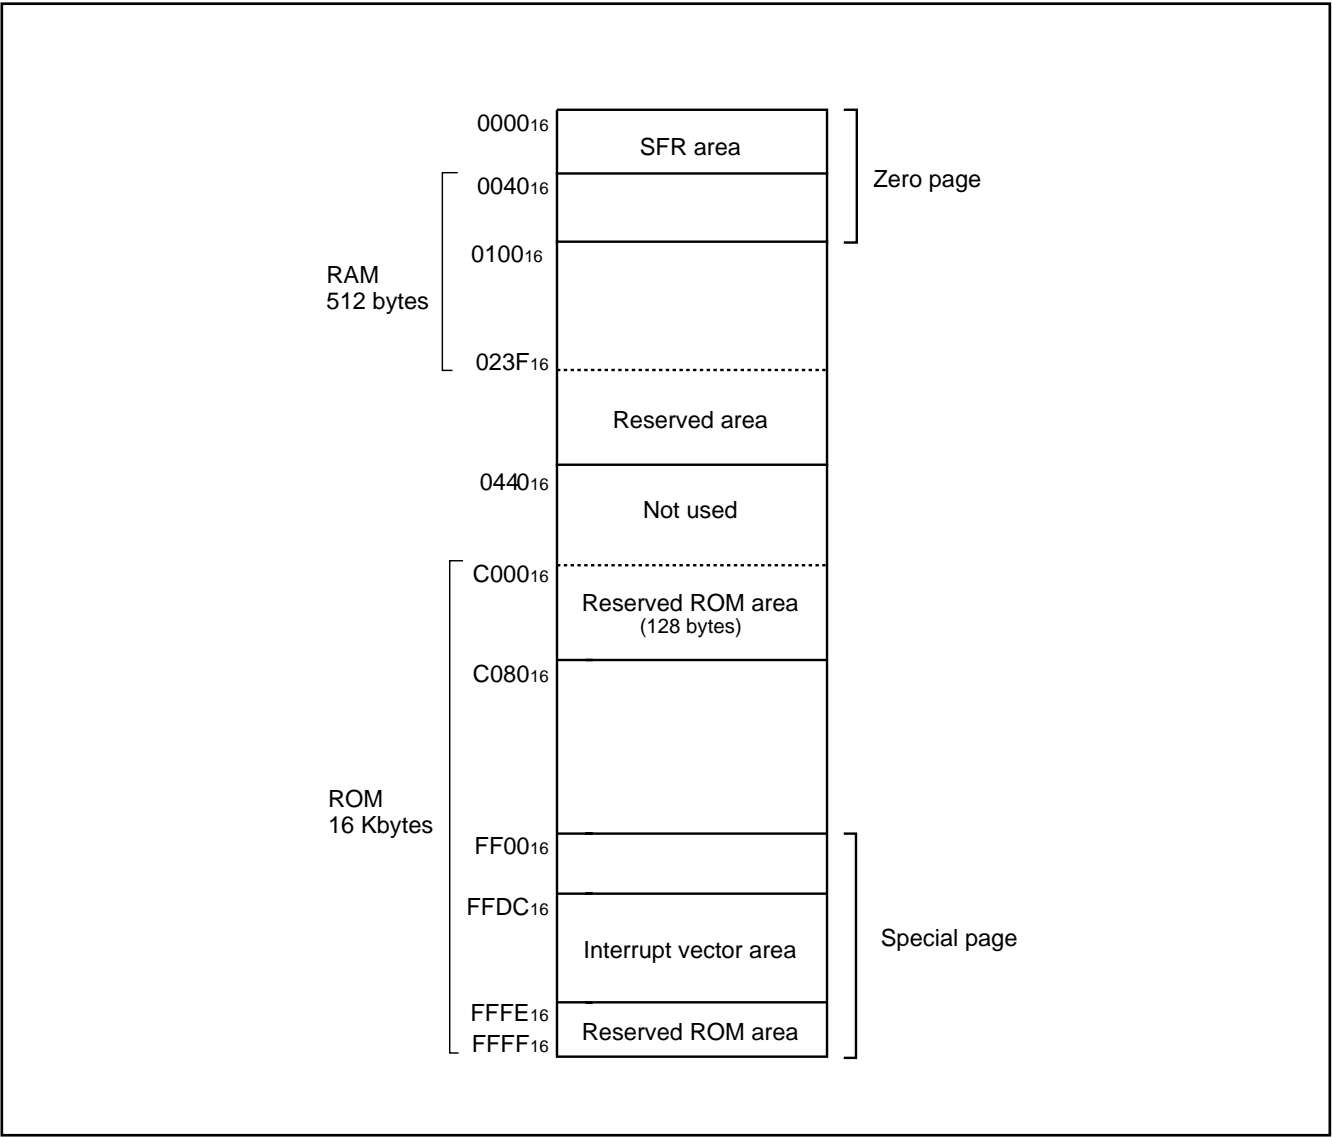 000016
SFR area
Zero page
004016
010016
RAM
512 bytes
023F16
Reserved area
044016
Not used
C00016
Reserved ROM area
(128 bytes)
C08016
ROM
16 Kbytes
FF0016
FFDC16
Special page
Interrupt vector area
FFFE16
Reserved ROM area
FFFF16